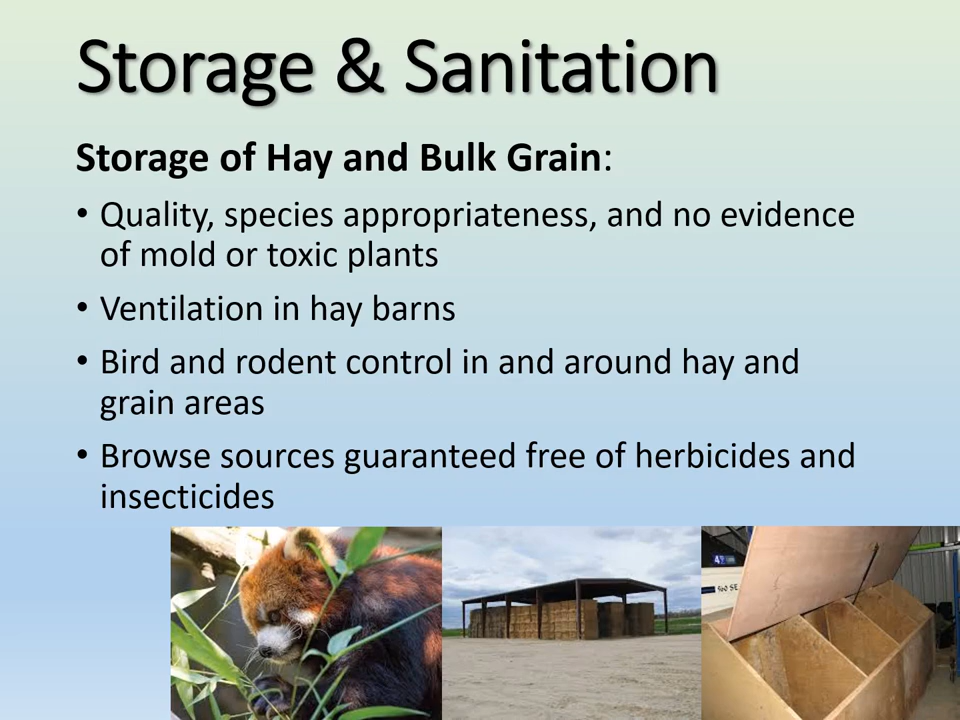 Storage & Sanitation
Storage of Hay and Bulk Grain:
• Quality, species appropriateness, and no evidence
of mold or toxic plants
• Ventilation in hay barns
• Bird and rodent control in and around hay and
grain areas
• Browse sources guaranteed free of herbicides and
insecticides
560 SE